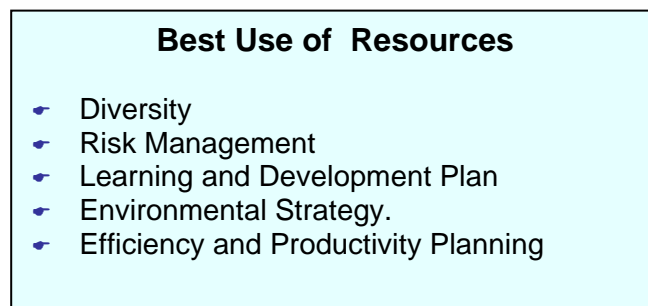 Best Use of  Resources
Diversity
Risk Management
Learning and Development Plan
Environmental Strategy.
Efficiency and Productivity Planning